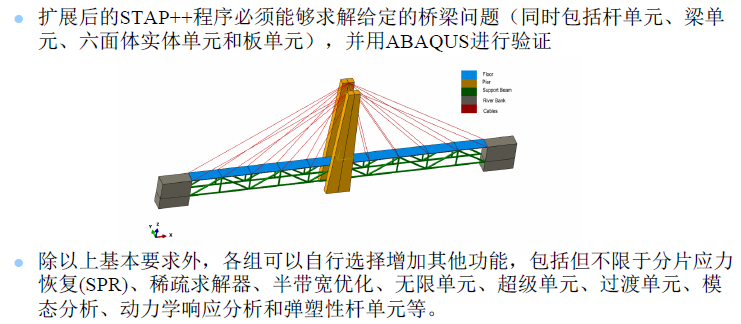 扩展后的STAP++程序必须能够求解给定的桥梁问题（同时包括杆单元、梁单
元、六面体实体单元和板单元），并用ABAQUS进行验证
Floor
Pier
Support Beam
River Bank
Cables
Y
Z
X
除以上基本要求外，各组可以自行选择增加其他功能，包括但不限于分片应力
恢复(SPR)、稀疏求解器、半带宽优化、无限单元、超级单元、过渡单元、模
态分析、动力学响应分析和弹塑性杆单元等。